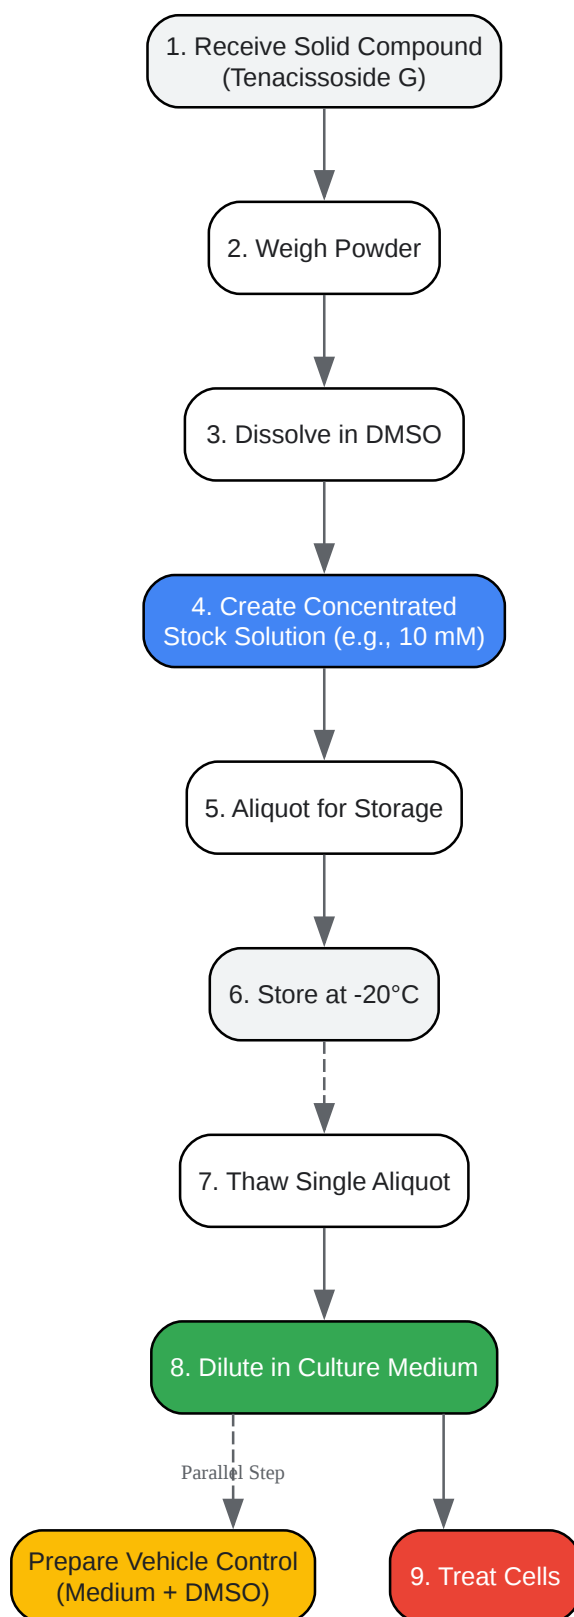 1. Receive Solid Compound
(Tenacissoside G)
2. Weigh Powder
3. Dissolve in DMSO
4. Create Concentrated
Stock Solution (e.g., 10 mM)
5. Aliquot for Storage
6. Store at -20°C
7. Thaw Single Aliquot
8. Dilute in Culture Medium
Parallel Step
Prepare Vehicle Control
(Medium + DMSO)
9. Treat Cells